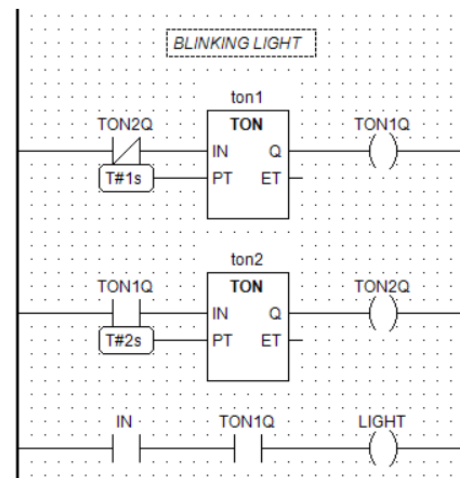 BLINKING LIGHT
ton1
TON2Q TON TON1Q
IN Q
T#1s PT ET
ton2
TON1Q TON TON2Q
IN Q
T#2s PT ET
IN TON1Q LIGHT